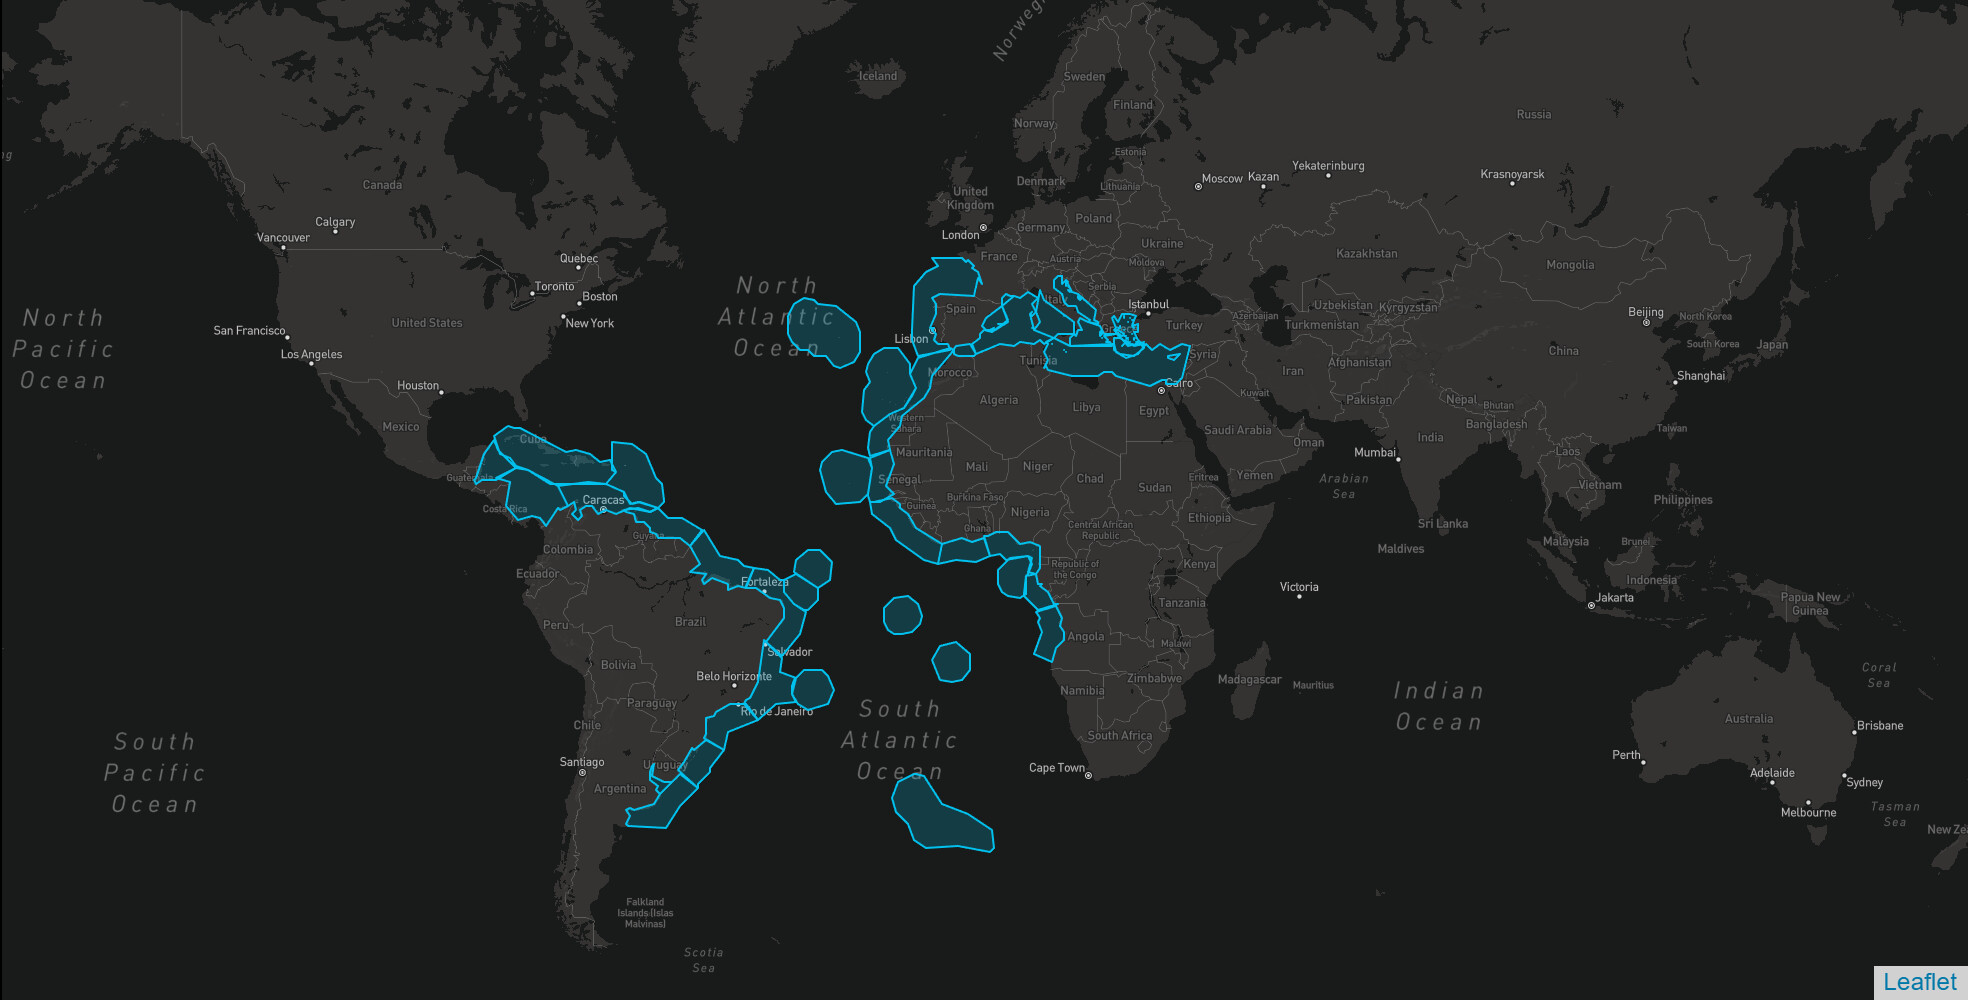 Norwegi
Iceland
Sweden
Finland
Norway
Russia
Estonia
ng
Yekaterinburg
Krasnoyarsk
Moscow
Kazan
Canada
Denmark
Lithuania
United
Kingdom
Poland
Calgary
Vancouver
London
Germany
Ukraine
Quebec
France
Austria
Moldova
Kazakhstan
Mongolia
Toronto
Boston
Serbia
North
Atlantic
Ocean
Italy
Istanbul
Spain
North
Pacific
Ocean
New York
United States
San Francisco
Los Angeles
Lisbon
Greece
Turkey
Azerbaijan
Uzbekistan
Kyrgyzstan
Turkmenistan
Beijing
North Korea
South Korea
Japan
China
Syria
Tunisia
Afghanistan
Iran
Morocco
Cairo
Shanghai
Houston
Algeria
Libya
Egypt
Kuwait
Pakistan
Nepal
Bhutan
Bangladesh
Mexico
Western
Sahara
Saudi Arabia
Oman
India
Taiwan
Cuba
Mauritania
Mali
Niger
Chad
Sudan
Eritrea
Yemen
Mumbai
Laos
Guatemala
Senegal
Arabian
Sea
Vietnam
Philippines
Caracas
Costa Rica
Guinea
Burkina Faso
Nigeria
Ghana
Central African
Republic
Ethiopia
Sri Lanka
Guyana
Colombia
Maldives
Malaysia
Brunei
Ecuador
Fortaleza
Republic of
the Congo
Kenya
Victoria
Indonesia
Jakarta
Papua New
Guinea
Peru
Brazil
Tanzania
Angola
Malawi
Salvador
Bolivia
Belo Horizonte
Namibia
Zimbabwe
Madagascar
Mauritius
Indian
Ocean
Coral
Sea
Paraguay
Rio de Janeiro
South
Atlantic
Ocean
Australia
Brisbane
Chile
South Africa
South
Pacific
Ocean
Santiago
Uruguay
Cape Town
Perth
Adelaide
Sydney
Argentina
Melbourne
Tasman
Sea
New Zea
Falkland
Islands (Islas
Malvinas)
Scotia
Sea
Leaflet